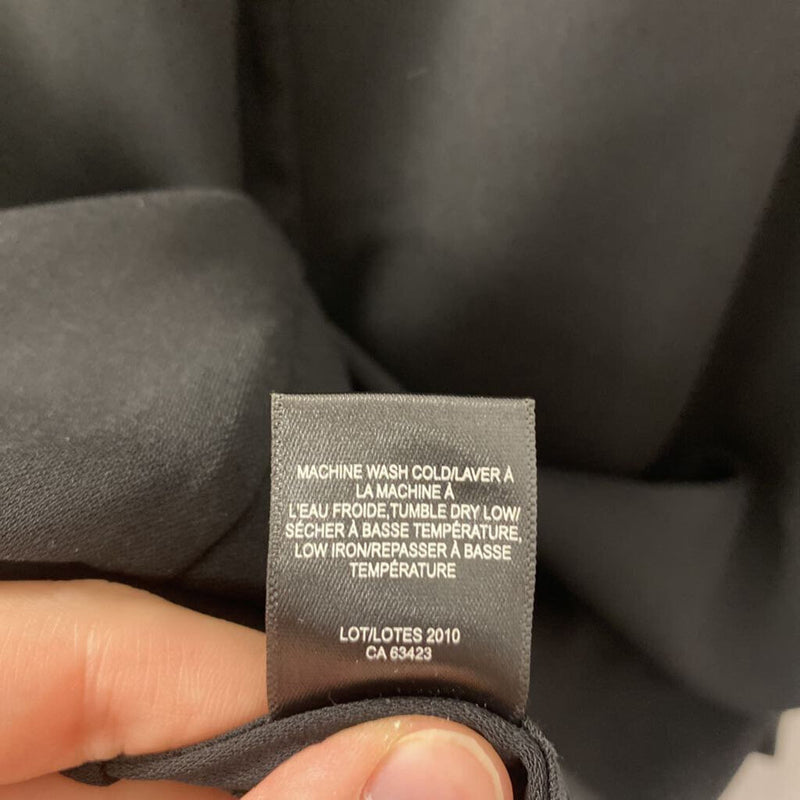 MACHINE WASH COLD/LAVER À
LA MACHINE À
L'EAU FROIDE,TUMBLE DRY LOW/
SÉCHER À BASSE TEMPÉRATURE,
LOW IRON/REPASSER À BASSE
TEMPÉRATURE
LOT/LOTES 2010
CA 63423